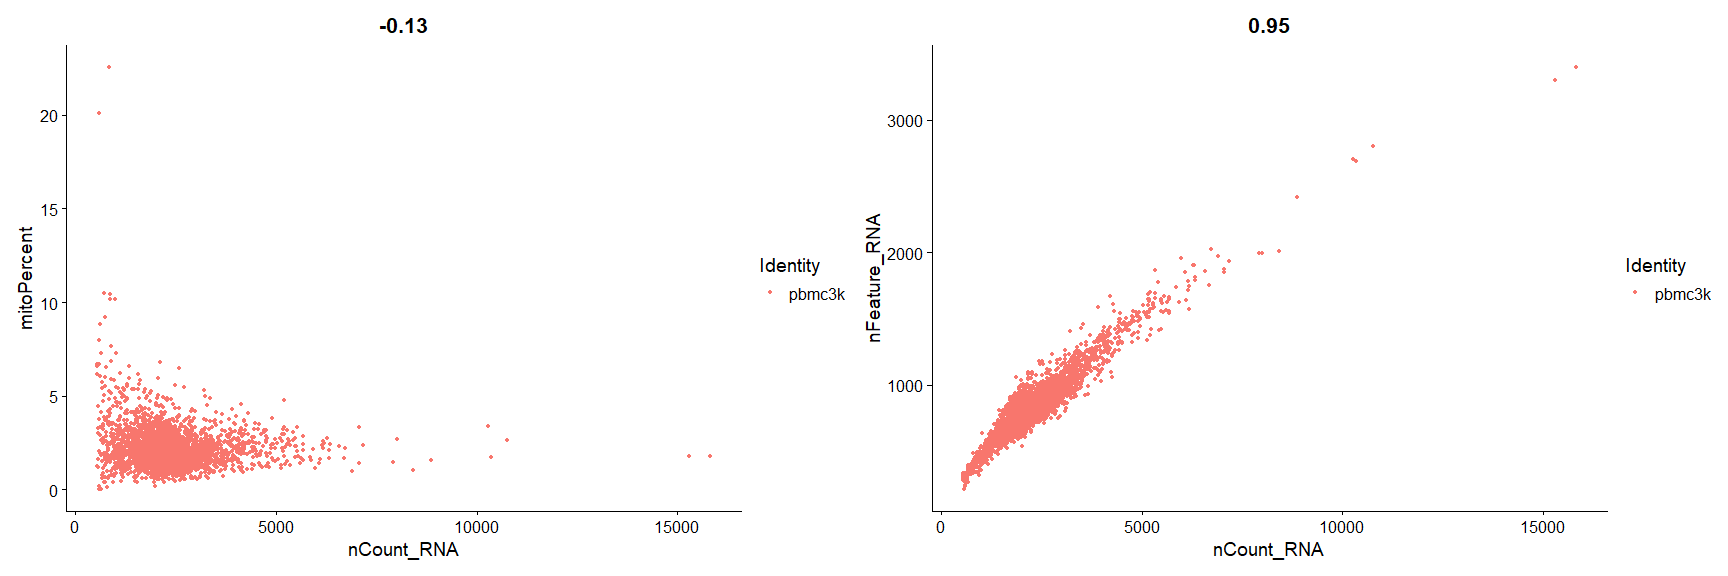 -0.13
20
15
10
5
0
mitoPercent
0
5000
10000
15000
nCount_RNA
Identity
pbmc3k
0.95
3000
2000
1000
nFeature_RNA
0
5000
10000
15000
nCount_RNA
Identity
pbmc3k